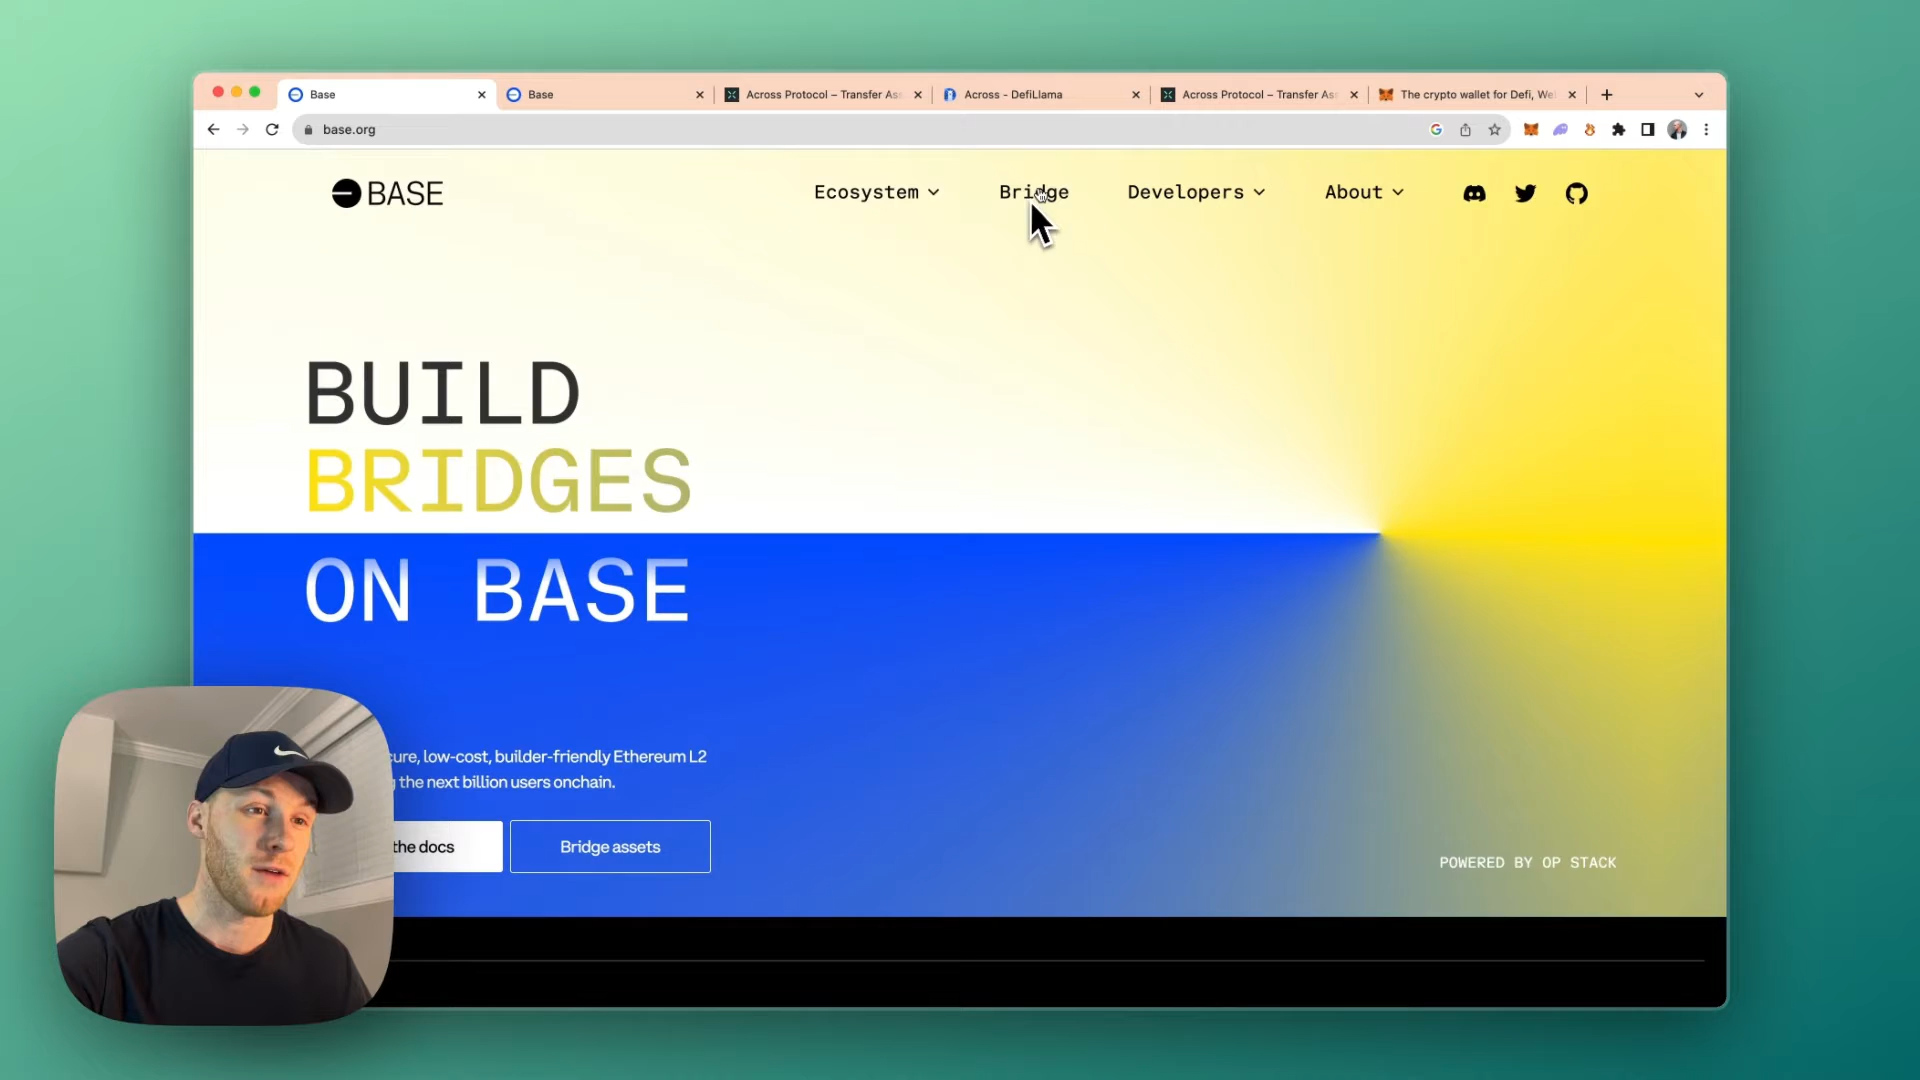 Base
Base
Across Protocol – Transfer Ass
Across - DefiLlama
Across Protocol – Transfer Ass
The crypto wallet for Defi, We
base.org
BASE
Ecosystem
Bridge
Developers
About
BUILD
BRIDGES
ON BASE
cure, low-cost, builder-friendly Ethereum L2
the next billion users onchain.
the docs
Bridge assets
POWERED BY OP STACK